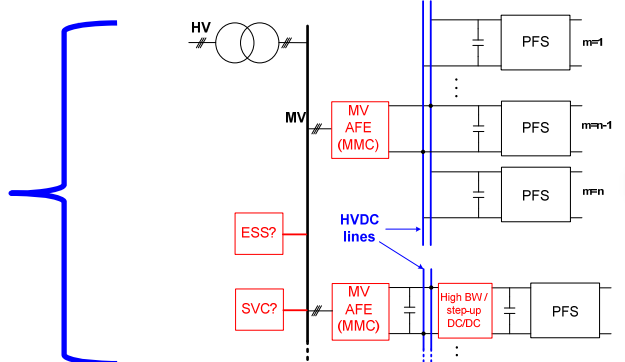 HV
PFS
m=1
MV
MV
AFE
(MMC)
PFS
m=n-1
PFS
m=n
ESS?
HVDC
lines
SVC?
MV
AFE
(MMC)
High BW /
step-up
DC/DC
PFS